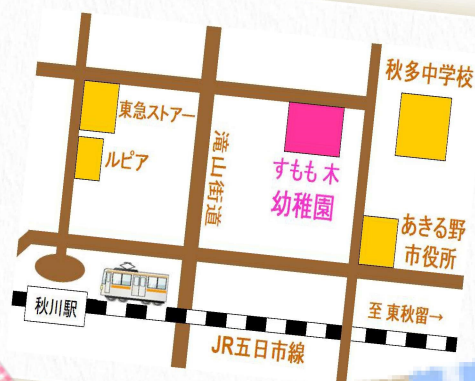 秋多中学校
東急ストアー
ルピア
滝山街道
すもも木
幼稚園
あきる野
市役所
秋川駅
至 東秋留→
JR五日市線